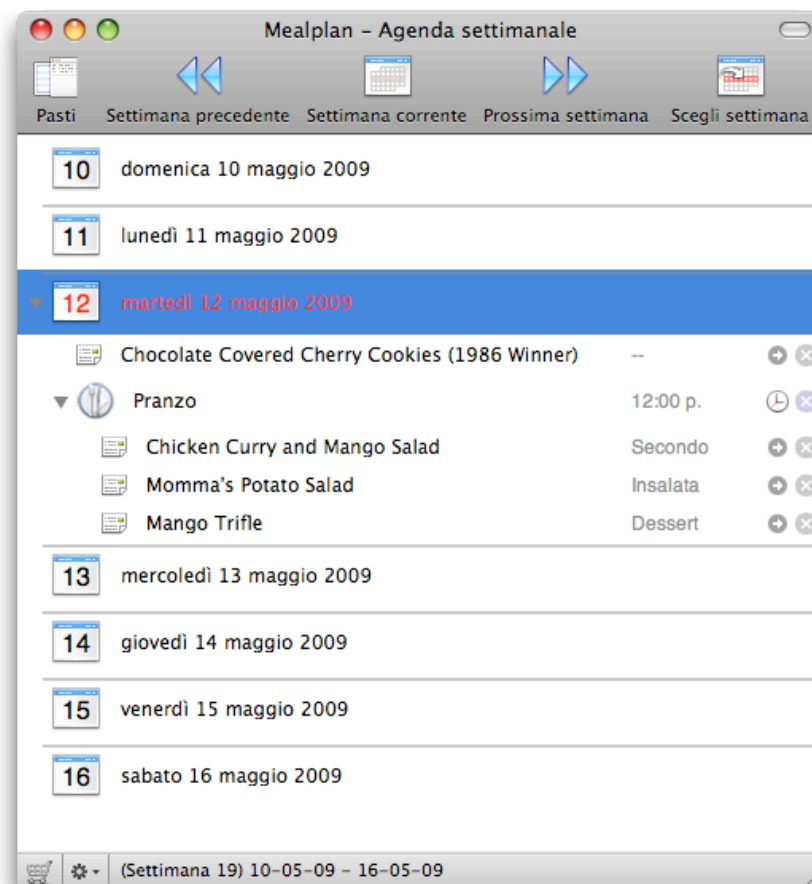 Mealplan – Agenda settimanale
Pasti Settimana precedente Settimana corrente Prossima settimana Scegli settimana
10 domenica 10 maggio 2009
11 lunedì 11 maggio 2009
12 martedì 12 maggio 2009
Chocolate Covered Cherry Cookies (1986 Winner) --
Pranzo 12:00 p.
Chicken Curry and Mango Salad Secondo
Momma's Potato Salad Insalata
Mango Trifle Dessert
13 mercoledì 13 maggio 2009
14 giovedì 14 maggio 2009
15 venerdì 15 maggio 2009
16 sabato 16 maggio 2009
(Settimana 19) 10-05-09 – 16-05-09